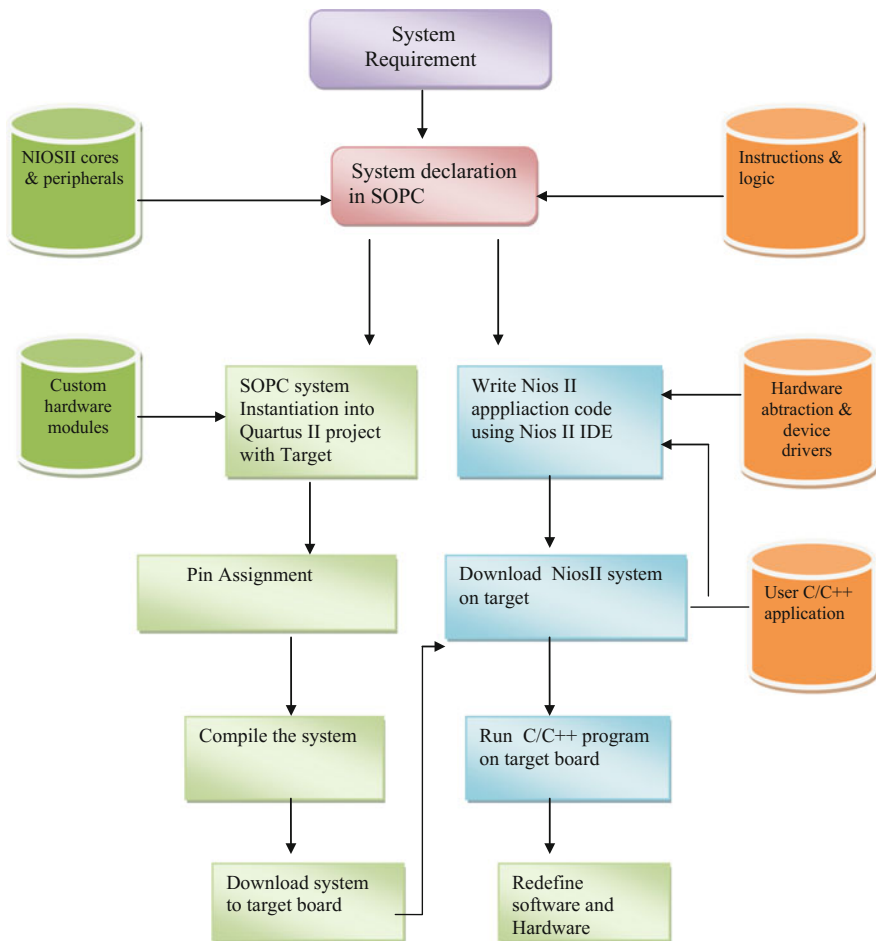 System
Requirement
NIOSII cores
& peripherals
System declaration
in SOPC
Instructions &
logic
Custom
hardware
modules
SOPC system
Instantiation into
Quartus II project
with Target
Write Nios II
apppliaction code
using Nios II IDE
Hardware
abtraction &
device
drivers
Pin Assignment
Download NiosII system
on target
User C/C++
application
Compile the system
Run C/C++ program
on target board
Download system
to target board
Redefine
software and
Hardware